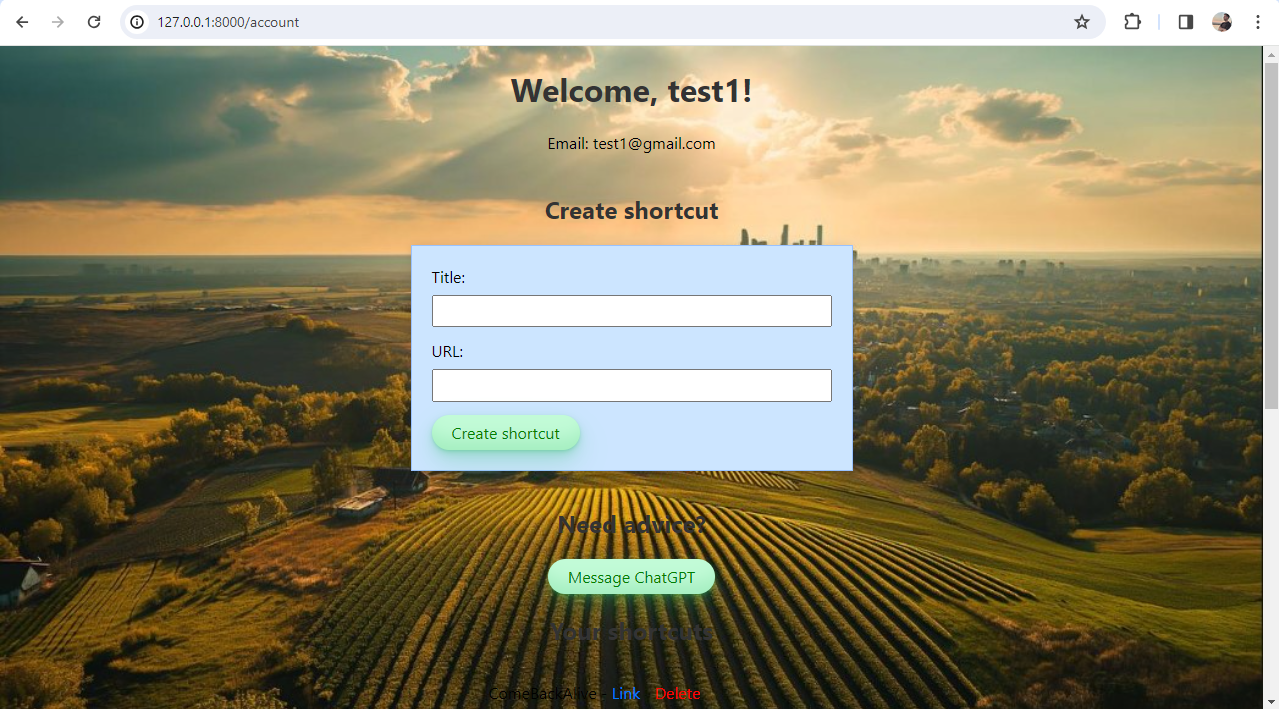 127.0.0.1:8000/account
Welcome, test1!
Email: test1@gmail.com
Create shortcut
Title:
URL:
Create shortcut
Need advice?
Message ChatGPT
Your shortcuts
ComeBackAlive - Link Delete